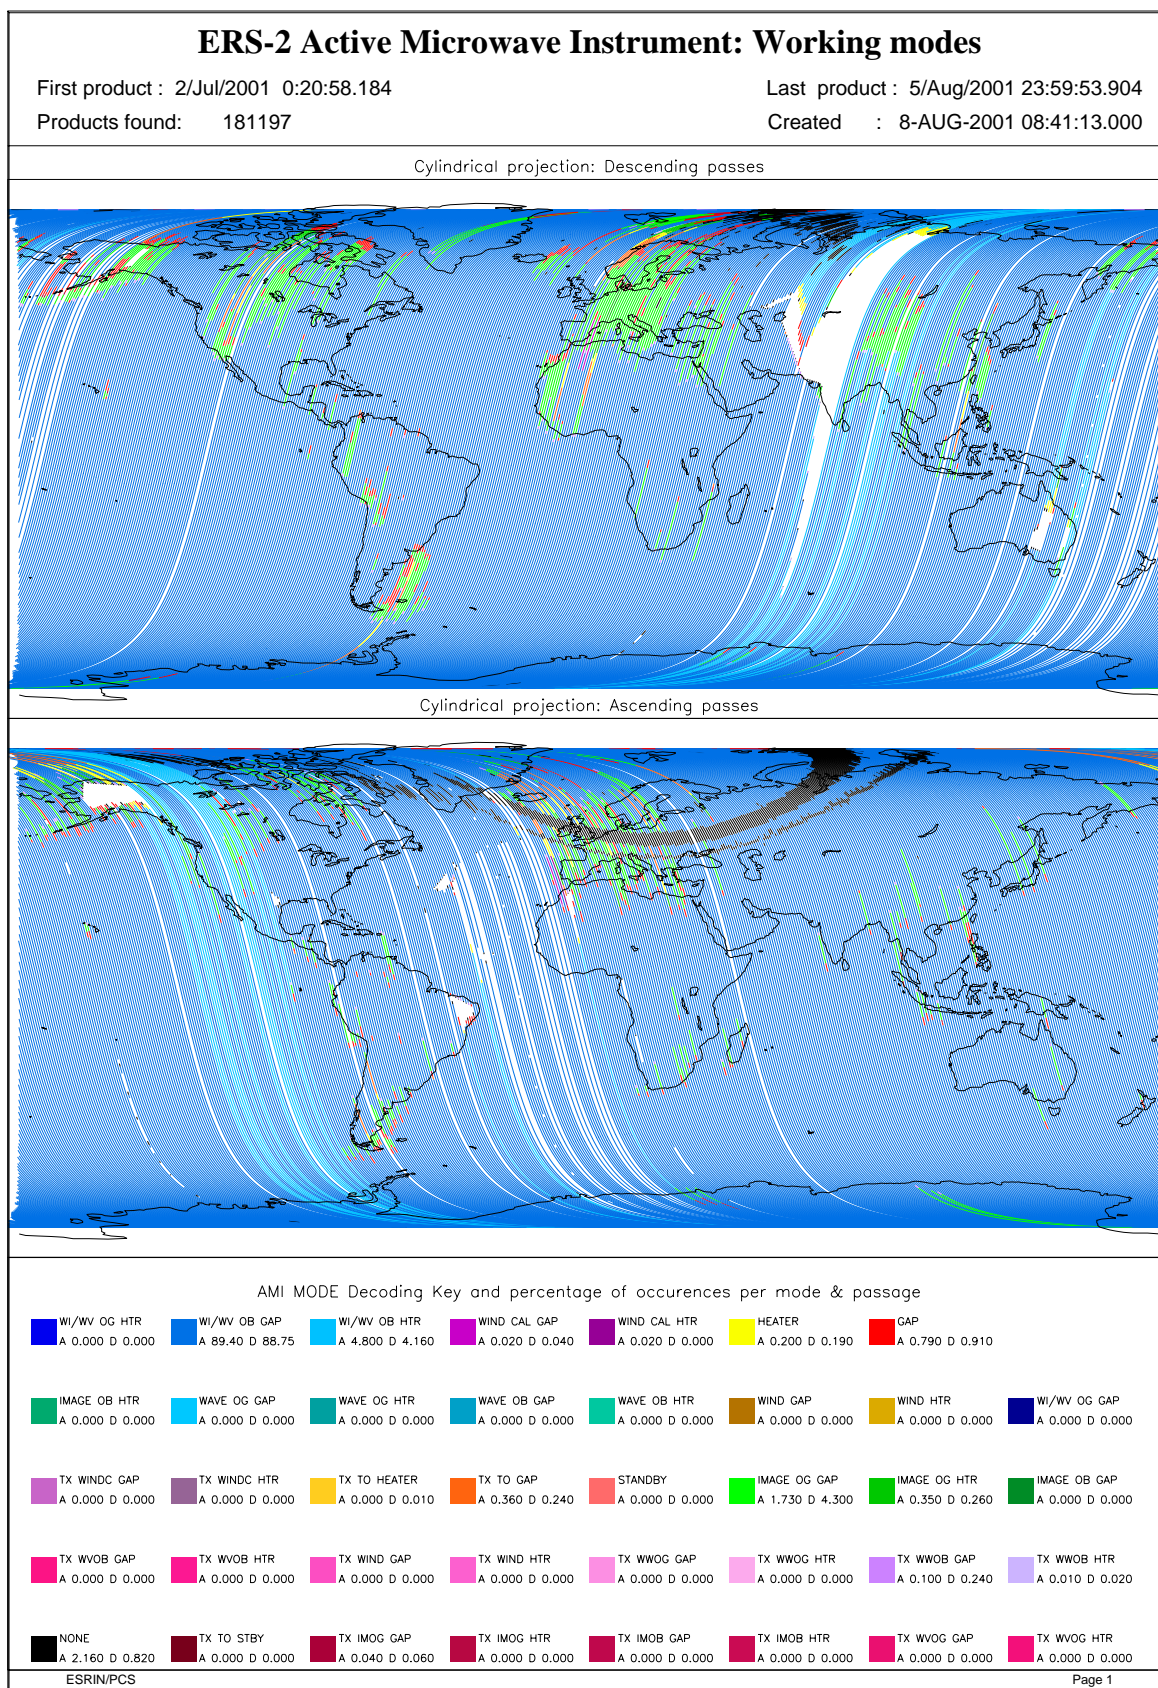 ERS-2 Active Microwave Instrument: Working modes
First product : 2/Jul/2001 0:20:58.184
Last product : 5/Aug/2001 23:59:53.904
Products found: 181197
Created : 8-AUG-2001 08:41:13.000
Cylindrical projection: Descending passes
Cylindrical projection: Ascending passes
AMI MODE Decoding Key and percentage of occurences per mode & passage
WI/WV OG HTR
A 0.000 D 0.000
WI/WV OB GAP
A 89.40 D 88.75
WI/WV OB HTR
A 4.800 D 4.160
WIND CAL GAP
A 0.020 D 0.040
WIND CAL HTR
A 0.020 D 0.000
HEATER
A 0.200 D 0.190
GAP
A 0.790 D 0.910
IMAGE OB HTR
A 0.000 D 0.000
WAVE OG GAP
A 0.000 D 0.000
WAVE OG HTR
A 0.000 D 0.000
WAVE OB GAP
A 0.000 D 0.000
WAVE OB HTR
A 0.000 D 0.000
WIND GAP
A 0.000 D 0.000
WIND HTR
A 0.000 D 0.000
WI/WV OG GAP
A 0.000 D 0.000
TX WINDC GAP
A 0.000 D 0.000
TX WINDC HTR
A 0.000 D 0.000
TX TO HEATER
A 0.000 D 0.010
TX TO GAP
A 0.360 D 0.240
STANDBY
A 0.000 D 0.000
IMAGE OG GAP
A 1.730 D 4.300
IMAGE OG HTR
A 0.350 D 0.260
IMAGE OB GAP
A 0.000 D 0.000
TX WVOB GAP
A 0.000 D 0.000
TX WVOB HTR
A 0.000 D 0.000
TX WIND GAP
A 0.000 D 0.000
TX WIND HTR
A 0.000 D 0.000
TX WWOG GAP
A 0.000 D 0.000
TX WWOG HTR
A 0.000 D 0.000
TX WWOB GAP
A 0.100 D 0.240
TX WWOB HTR
A 0.010 D 0.020
NONE
A 2.160 D 0.820
TX TO STBY
A 0.000 D 0.000
TX IMOG GAP
A 0.040 D 0.060
TX IMOG HTR
A 0.000 D 0.000
TX IMOB GAP
A 0.000 D 0.000
TX IMOB HTR
A 0.000 D 0.000
TX WVOG GAP
A 0.000 D 0.000
TX WVOG HTR
A 0.000 D 0.000
ESRIN/PCS
Page 1